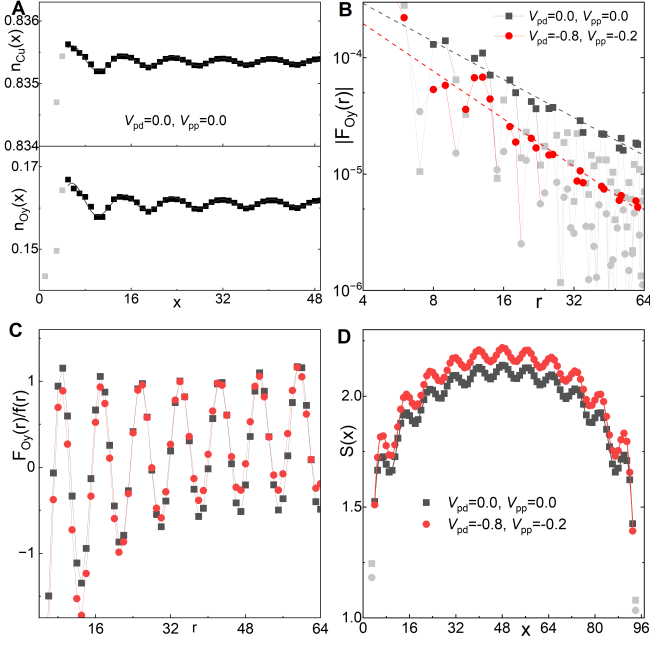 A
n_Cu(x)
0.836
0.835
0.834
V_pd=0.0, V_pp=0.0
n_Oy(x)
0.17
0.15
0
16
32
48
x
B
|F_Oy(r)|
10^-4
10^-5
10^-6
V_pd=0.0, V_pp=0.0
V_pd=-0.8, V_pp=-0.2
4
8
16
r
32
64
C
F_Oy(r)/f(r)
1
0
−1
16
32
r
48
64
D
S(x)
2.0
1.5
1.0
V_pd=0.0, V_pp=0.0
V_pd=-0.8, V_pp=-0.2
0
16
32
48
x
64
80
96